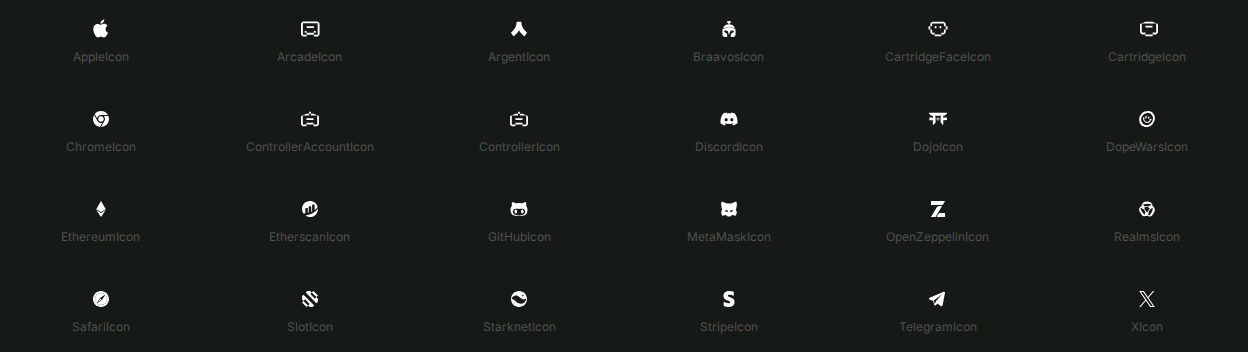 AppleIcon ArcadeIcon ArgentIcon BraavosIcon CartridgeFaceIcon CartridgeIcon
ChromeIcon ControllerAccountIcon ControllerIcon DiscordIcon DojoIcon DopeWarsIcon
EthereumIcon EtherscanIcon GitHubIcon MetaMaskIcon OpenZeppelinIcon RealmsIcon
SafariIcon SlotIcon StarknetIcon StripeIcon TelegramIcon XIcon